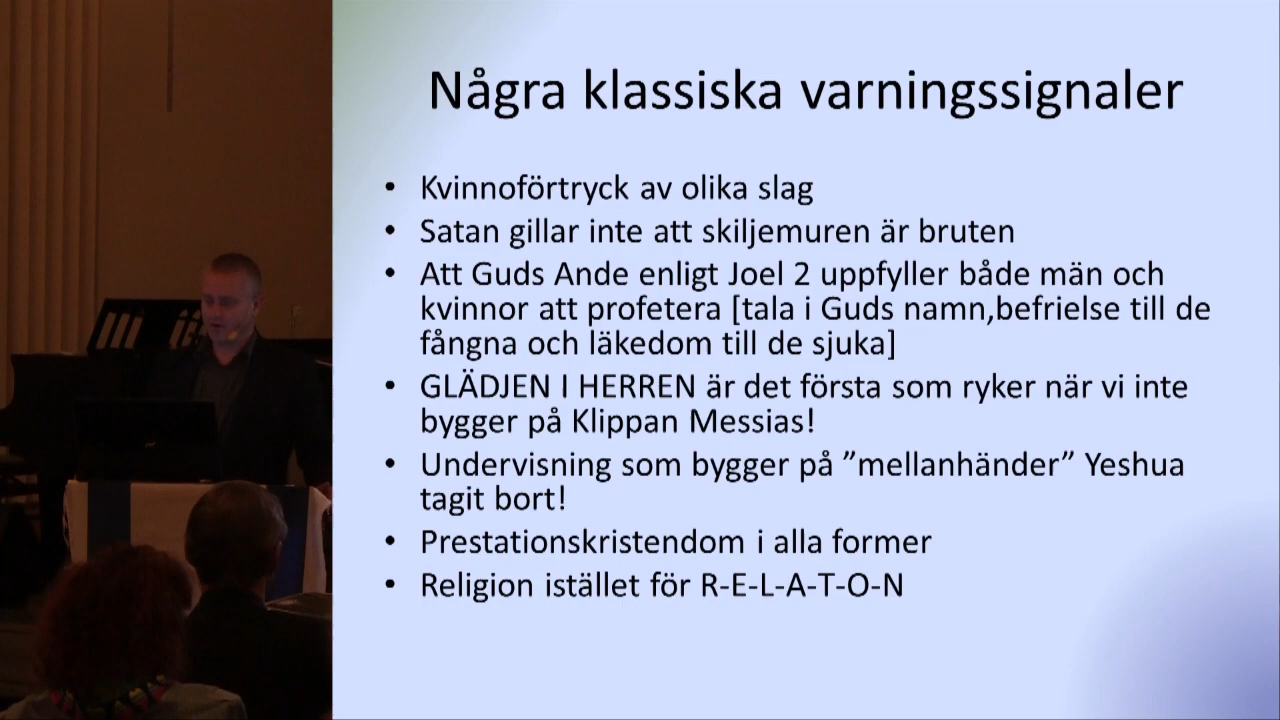 Några klassiska varningssignaler
• Kvinnoförtryck av olika slag
• Satan gillar inte att skiljemuren är bruten
• Att Guds Ande enligt Joel 2 uppfyller både män och
kvinnor att profetera [tala i Guds namn,befrielse till de
fångna och läkedom till de sjuka]
• GLÄDJEN I HERREN är det första som ryker när vi inte
bygger på Klippan Messias!
• Undervisning som bygger på ”mellanhänder” Yeshua
tagit bort!
• Prestationskristendom i alla former
• Religion istället för R-E-L-A-T-O-N